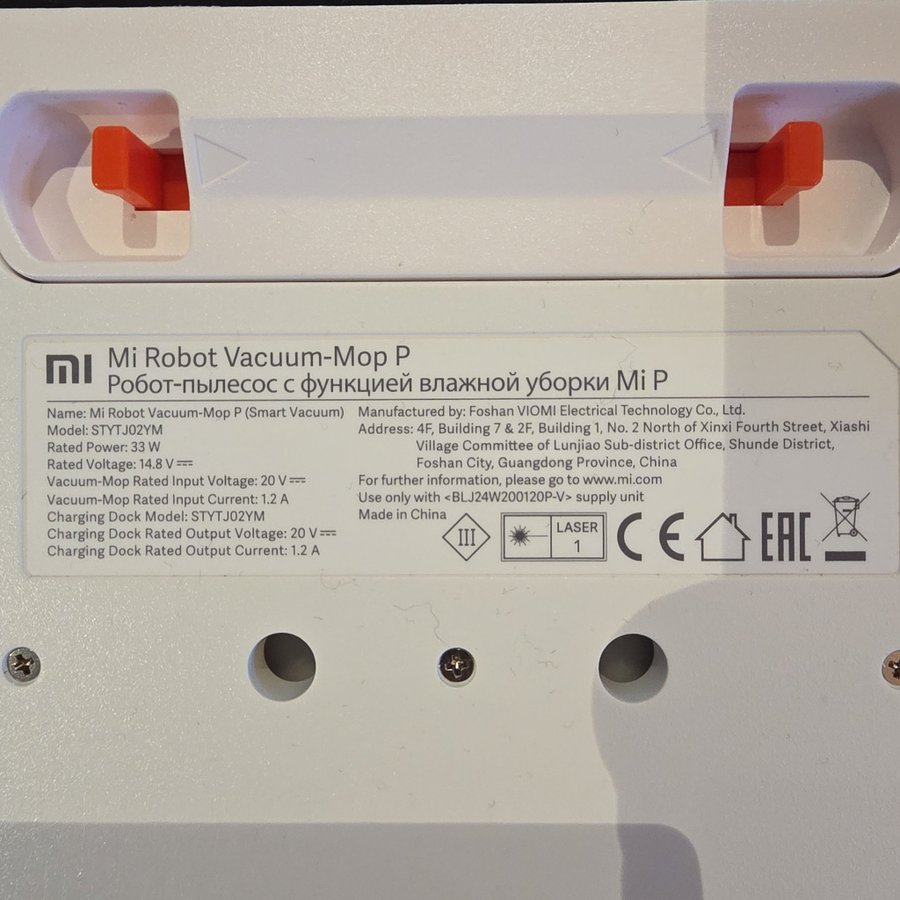 mi
Mi Robot Vacuum-Mop P
Робот-пылесос с функцией влажной уборки Mi P
Name: Mi Robot Vacuum-Mop P (Smart Vacuum)
Model: STYTJ02YM
Rated Power: 33 W
Rated Voltage: 14.8 V ⎓
Vacuum-Mop Rated Input Voltage: 20 V ⎓
Vacuum-Mop Rated Input Current: 1.2 A
Charging Dock Model: STYTJ02YM
Charging Dock Rated Output Voltage: 20 V ⎓
Charging Dock Rated Output Current: 1.2 A
Manufactured by: Foshan VIOMI Electrical Technology Co., Ltd.
Address: 4F, Building 7 & 2F, Building 1, No. 2 North of Xinxi Fourth Street, Xiashi
Village Committee of Lunjiao Sub-district Office, Shunde District,
Foshan City, Guangdong Province, China
For further information, please go to www.mi.com
Use only with <BLJ24W200120P-V> supply unit
Made in China
III
LASER
1
CE
EAC